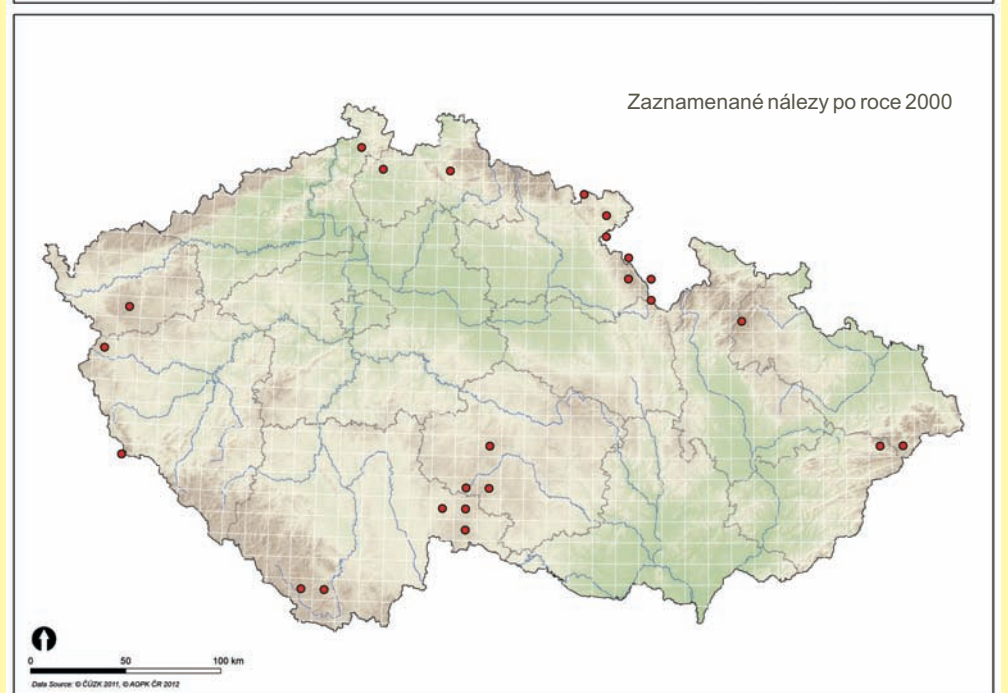 Zaznamenané nálezy po roce 2000
0 50 100 km
Data Source: © ČÚZK 2011, © AOPK ČR 2012